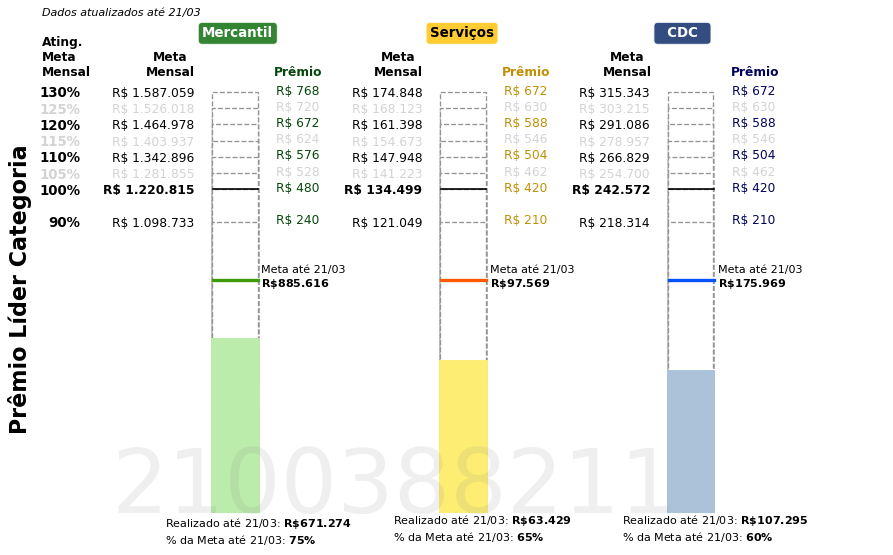 Dados atualizados até 21/03
Mercantil Serviços CDC
Ating.
Meta Meta Meta Meta
Mensal Mensal Prêmio Mensal Prêmio Mensal Prêmio
130% R$ 1.587.059 R$ 768 R$ 174.848 R$ 672 R$ 315.343 R$ 672
125% R$ 1.526.018 R$ 720 R$ 168.123 R$ 630 R$ 303.215 R$ 630
120% R$ 1.464.978 R$ 672 R$ 161.398 R$ 588 R$ 291.086 R$ 588
115% R$ 1.403.937 R$ 624 R$ 154.673 R$ 546 R$ 278.957 R$ 546
110% R$ 1.342.896 R$ 576 R$ 147.948 R$ 504 R$ 266.829 R$ 504
105% R$ 1.281.855 R$ 528 R$ 141.223 R$ 462 R$ 254.700 R$ 462
100% R$ 1.220.815 R$ 480 R$ 134.499 R$ 420 R$ 242.572 R$ 420
90% R$ 1.098.733 R$ 240 R$ 121.049 R$ 210 R$ 218.314 R$ 210
Meta até 21/03 Meta até 21/03 Meta até 21/03
R$885.616 R$97.569 R$175.969
Prêmio Líder Categoria
2100388211
Realizado até 21/03: R$671.274 Realizado até 21/03: R$63.429 Realizado até 21/03: R$107.295
% da Meta até 21/03: 75% % da Meta até 21/03: 65% % da Meta até 21/03: 60%